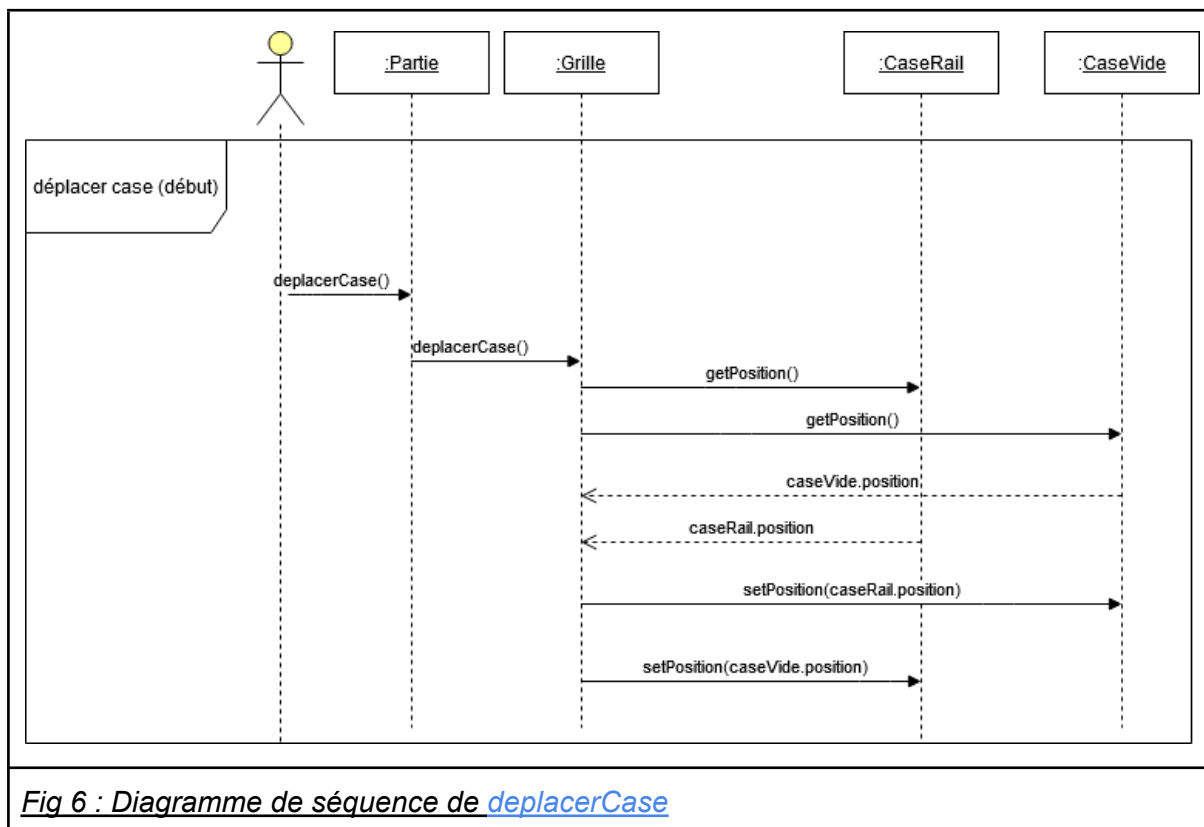 :Partie
:Grille
:CaseRail
:CaseVide
déplacer case (début)
deplacerCase()
deplacerCase()
getPosition()
getPosition()
caseVide.position
caseRail.position
setPosition(caseRail.position)
setPosition(caseVide.position)
Fig 6 : Diagramme de séquence de deplacerCase